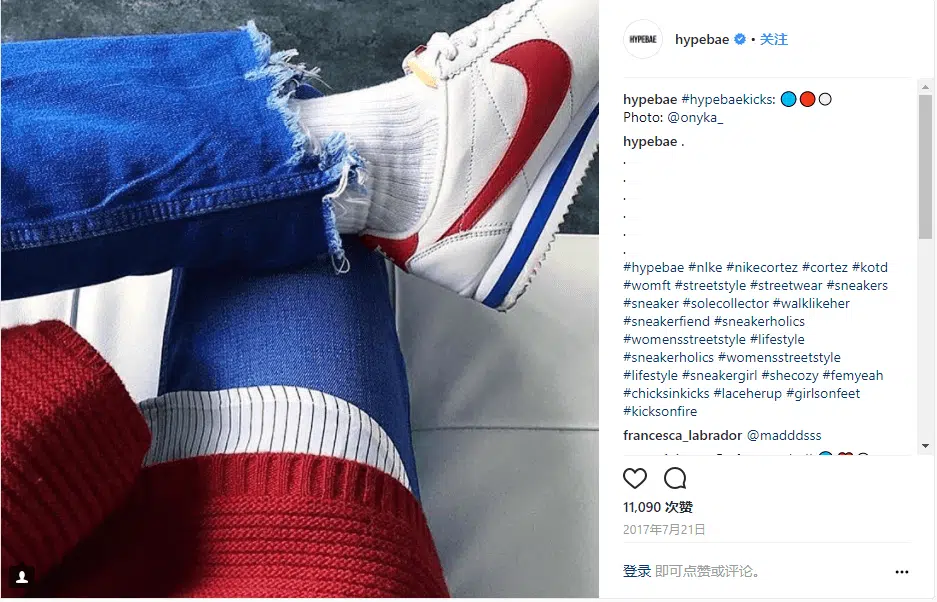 HYPEBAE
hypebae • 关注
hypebae #hypebaekicks: 🔵🔴⚪
Photo: @onyka_
hypebae .
.
.
.
.
.
.
#hypebae #nIke #nikecortez #cortez #kotd
#womft #streetstyle #streetwear #sneakers
#sneaker #solecollector #walklikeher
#sneakerfiend #sneakerholics
#womensstreetstyle #lifestyle
#sneakerholics #womensstreetstyle
#lifestyle #sneakergirl #shecozy #femyeah
#chicksinkicks #laceherup #girlsonfeet
#kicksonfire
francesca_labrador @madddsss
11,090 次赞
2017年7月21日
登录 即可点赞或评论。